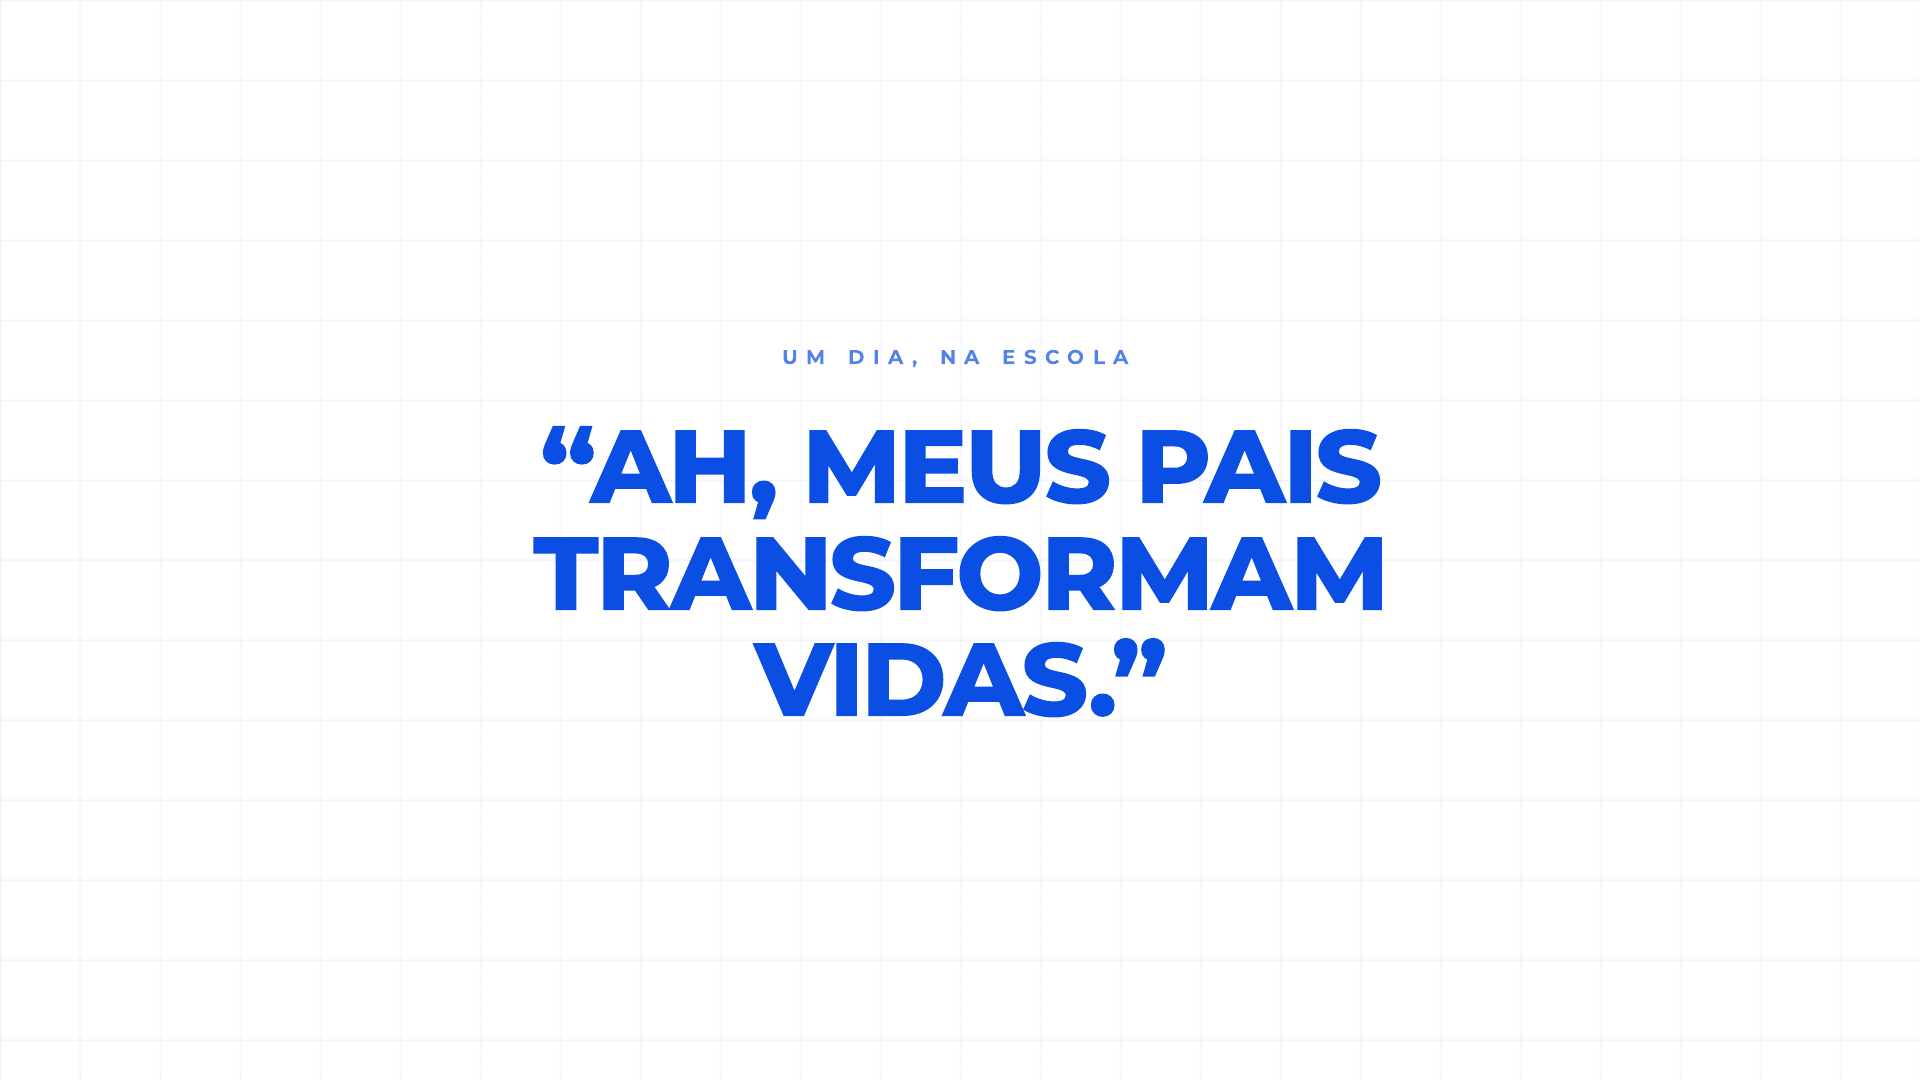 UM DIA, NA ESCOLA
“AH, MEUS PAIS
TRANSFORMAM
VIDAS.”